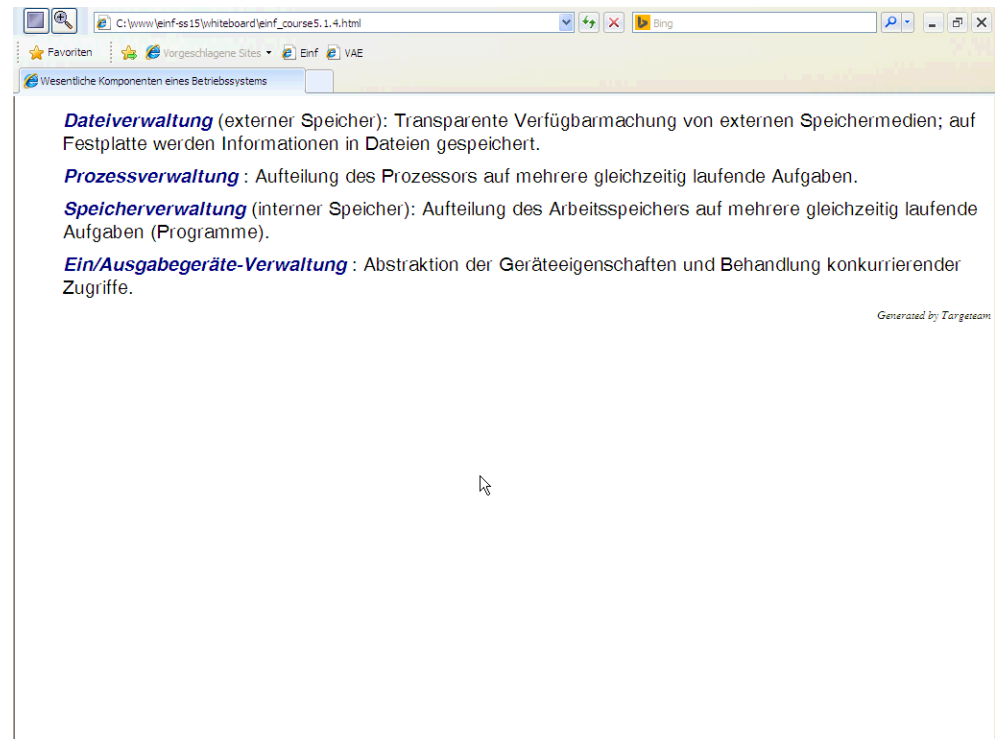 C:\www\einf-ss15\whiteboard\einf_course5.1.4.html
Bing
Favoriten
Vorgeschlagene Sites
Einf
VAE
Wesentliche Komponenten eines Betriebssystems
Dateiverwaltung (externer Speicher): Transparente Verfügbarmachung von externen Speichermedien; auf
Festplatte werden Informationen in Dateien gespeichert.
Prozessverwaltung : Aufteilung des Prozessors auf mehrere gleichzeitig laufende Aufgaben.
Speicherverwaltung (interner Speicher): Aufteilung des Arbeitsspeichers auf mehrere gleichzeitig laufende
Aufgaben (Programme).
Ein/Ausgabegeräte-Verwaltung : Abstraktion der Geräteeigenschaften und Behandlung konkurrierender
Zugriffe.
Generated by Targeteam